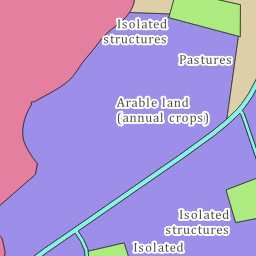 Isolated
structures
Pastures
Arable land
(annual crops)
Isolated
structures
Isolated